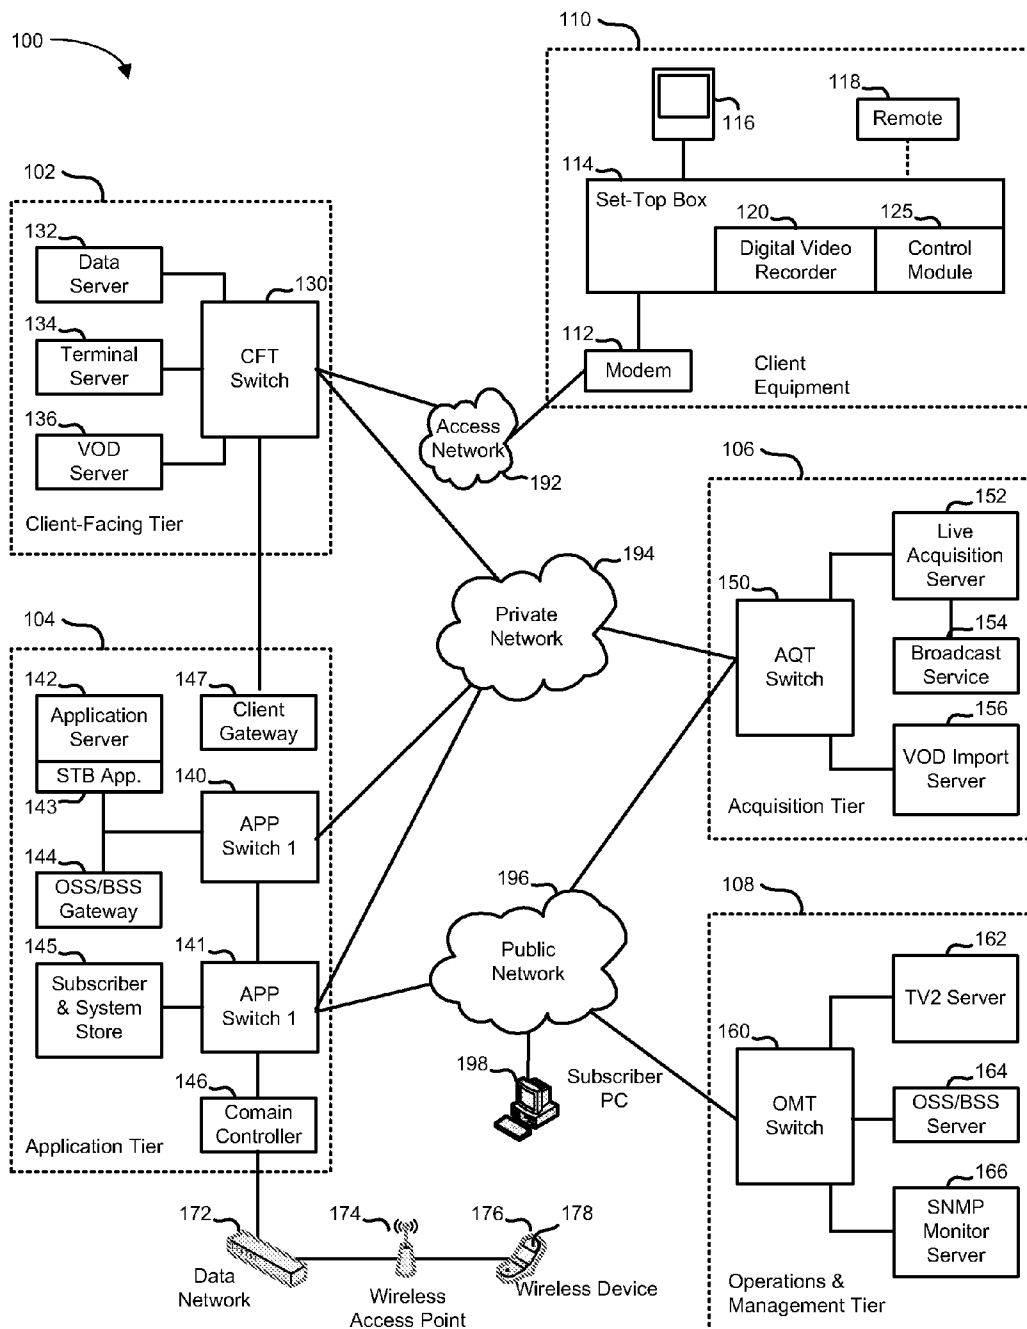 100
110
116
118
Remote
114
Set-Top Box
120
Digital Video
Recorder
125
Control
Module
112
Modem
Client
Equipment
102
132
Data
Server
134
Terminal
Server
136
VOD
Server
130
CFT
Switch
Client-Facing Tier
Access
Network
192
106
152
Live
Acquisition
Server
150
AQT
Switch
154
Broadcast
Service
156
VOD Import
Server
Acquisition Tier
194
Private
Network
104
142
Application
Server
STB App.
143
147
Client
Gateway
140
APP
Switch 1
144
OSS/BSS
Gateway
141
APP
Switch 1
145
Subscriber
& System
Store
146
Comain
Controller
Application Tier
196
Public
Network
198
Subscriber
PC
108
162
TV2 Server
160
OMT
Switch
164
OSS/BSS
Server
166
SNMP
Monitor
Server
Operations &
Management Tier
172
Data
Network
174
Wireless
Access Point
176
178
Wireless Device